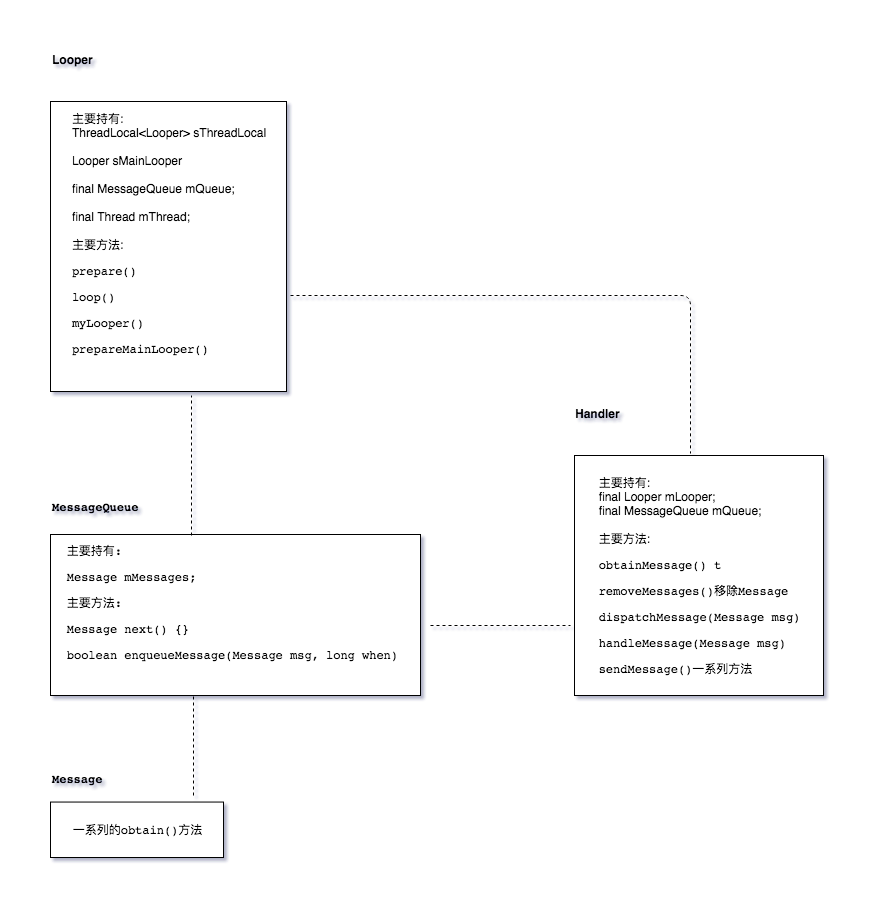 Looper
主要持有:
ThreadLocal<Looper> sThreadLocal
Looper sMainLooper
final MessageQueue mQueue;
final Thread mThread;
主要方法:
prepare()
loop()
myLooper()
prepareMainLooper()
Handler
主要持有:
final Looper mLooper;
final MessageQueue mQueue;
主要方法:
obtainMessage() t
removeMessages()移除Message
dispatchMessage(Message msg)
handleMessage(Message msg)
sendMessage()一系列方法
MessageQueue
主要持有：
Message mMessages;
主要方法：
Message next() {}
boolean enqueueMessage(Message msg, long when)
Message
一系列的obtain()方法